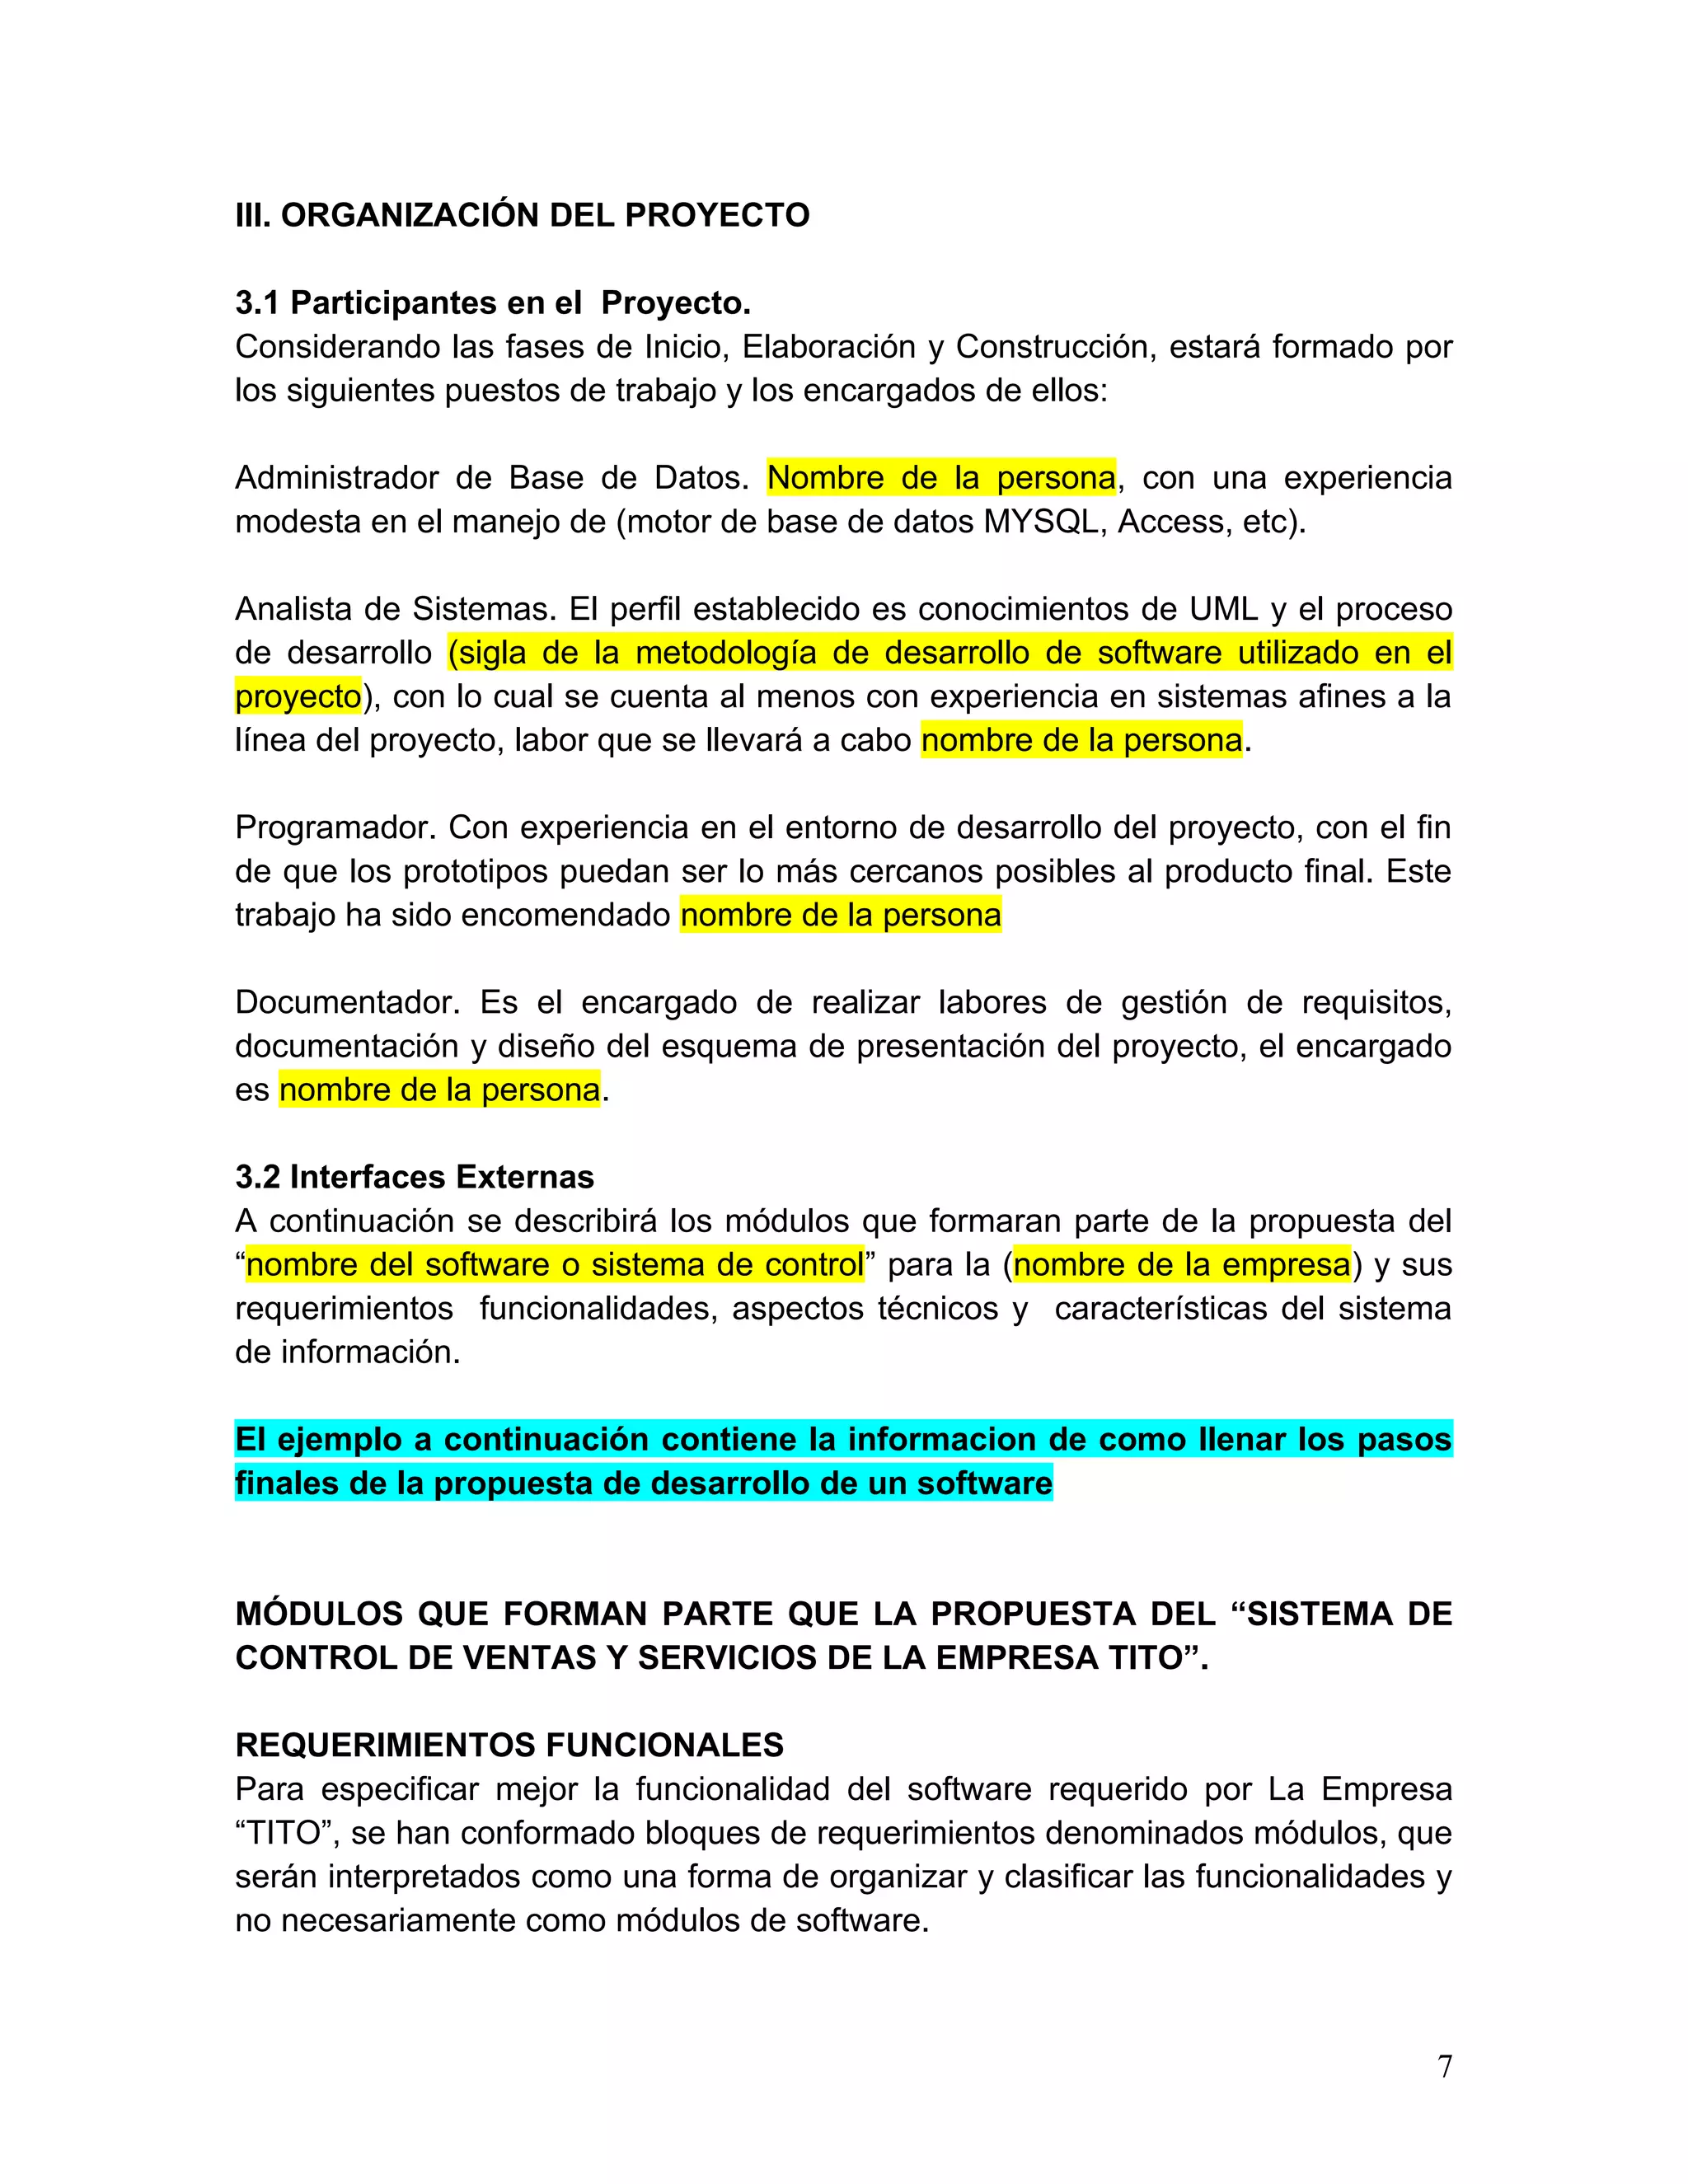 III. ORGANIZACIÓN DEL PROYECTO
3.1 Participantes en el  Proyecto.
Considerando las fases de Inicio, Elaboración y Construcción, estará formado por
los siguientes puestos de trabajo y los encargados de ellos:
Administrador de Base de Datos. Nombre de la persona, con una experiencia
modesta en el manejo de (motor de base de datos MYSQL, Access, etc).
Analista de Sistemas. El perfil establecido es conocimientos de UML y el proceso
de desarrollo (sigla de la metodología de desarrollo de software utilizado en el
proyecto), con lo cual se cuenta al menos con experiencia en sistemas afines a la
línea del proyecto, labor que se llevará a cabo nombre de la persona.
Programador. Con experiencia en el entorno de desarrollo del proyecto, con el fin
de que los prototipos puedan ser lo más cercanos posibles al producto final. Este
trabajo ha sido encomendado nombre de la persona
Documentador. Es el encargado de realizar labores de gestión de requisitos,
documentación y diseño del esquema de presentación del proyecto, el encargado
es nombre de la persona.
3.2 Interfaces Externas
A continuación se describirá los módulos que formaran parte de la propuesta del
“nombre del software o sistema de control” para la (nombre de la empresa) y sus
requerimientos  funcionalidades, aspectos técnicos y  características del sistema
de información.
El ejemplo a continuación contiene la informacion de como llenar los pasos
finales de la propuesta de desarrollo de un software
MÓDULOS QUE FORMAN PARTE QUE LA PROPUESTA DEL “SISTEMA DE
CONTROL DE VENTAS Y SERVICIOS DE LA EMPRESA TITO”.
REQUERIMIENTOS FUNCIONALES
Para especificar mejor la funcionalidad del software requerido por La Empresa
“TITO”, se han conformado bloques de requerimientos denominados módulos, que
serán interpretados como una forma de organizar y clasificar las funcionalidades y
no necesariamente como módulos de software.
7